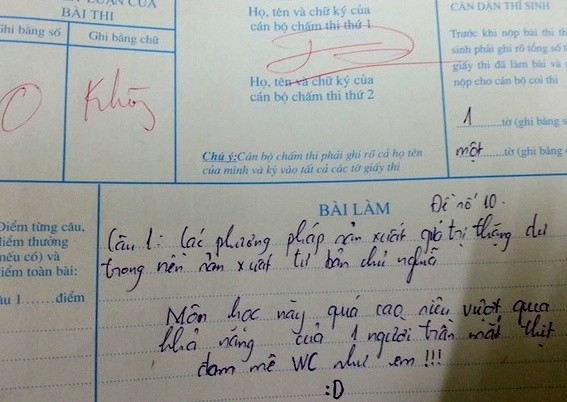 LUẬN CỦA
BÀI THI
Ghi bằng số
Ghi bằng chữ
0
Không
Họ, tên và chữ ký của
cán bộ chấm thi thứ 1
Họ, tên và chữ ký của
cán bộ chấm thi thứ 2
Chú ý:Cán bộ chấm thi phải ghi rõ cả họ tên
của mình và ký vào tất cả các tờ giấy thi
CĂN DẶN THÍ SINH
Trước khi nộp bài thi
sinh phải ghi rõ tổng số
giấy thi đã làm bài và
nộp cho cán bộ coi thi
1 ......tờ (ghi bằng
một ......tờ (ghi bằng
Điểm từng câu,
điểm thưởng
(nếu có) và
điểm toàn bài:
âu 1......điểm
BÀI LÀM
Đề số 10.
Câu 1: Các phương pháp sản xuất giá trị thặng dư
trong nền sản xuất tư bản chủ nghĩa
Môn học này quá cao siêu vượt qua
khả năng của 1 người trần mắt thịt
đam mê WC như em !!!
:D